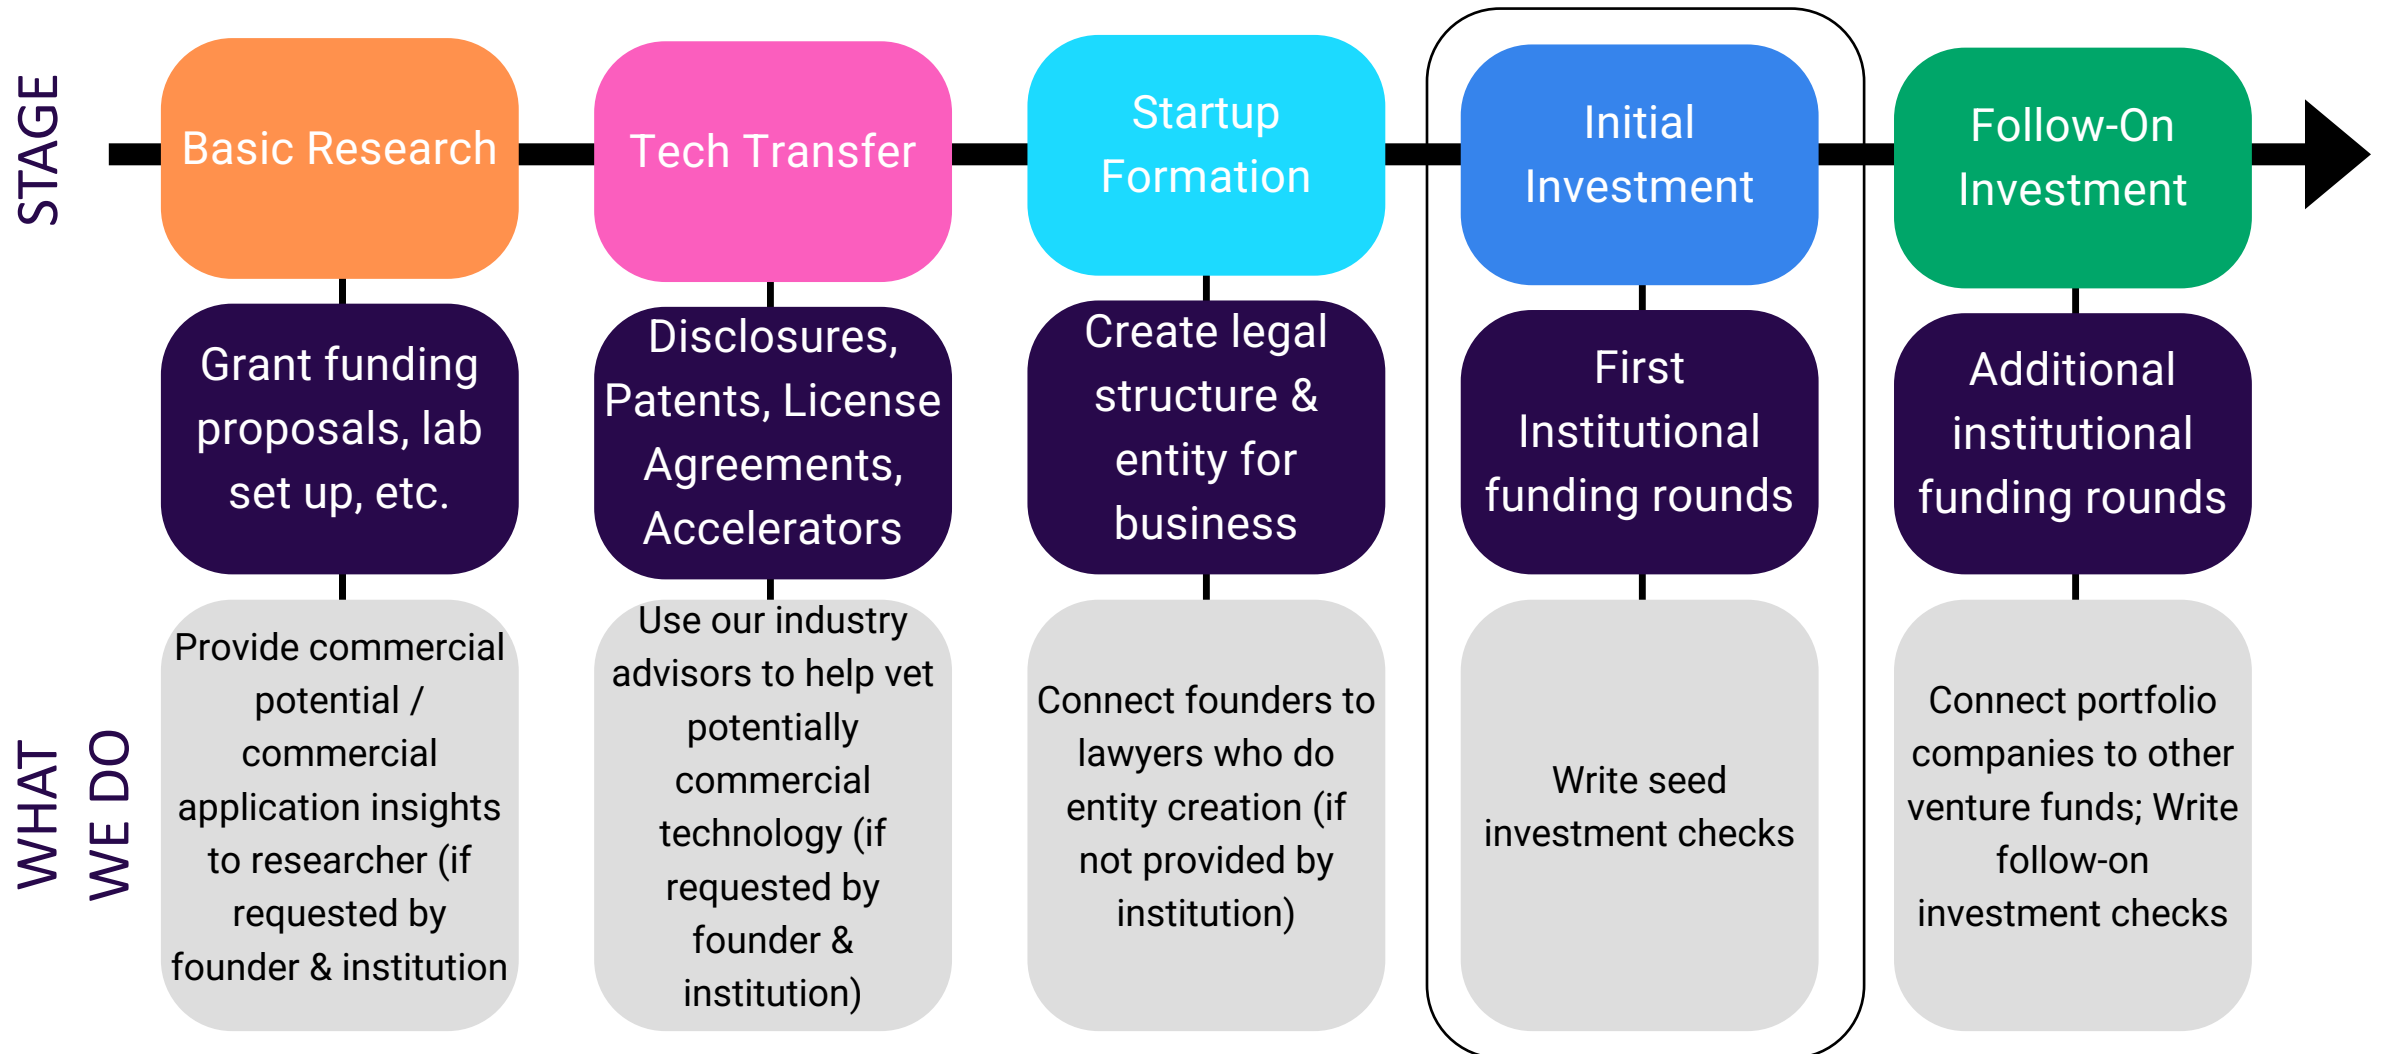 STAGE
Basic Research
Tech Transfer
Startup
Formation
Initial
Investment
Follow-On
Investment
Grant funding
proposals, lab
set up, etc.
Disclosures,
Patents, License
Agreements,
Accelerators
Create legal
structure &
entity for
business
First
Institutional
funding rounds
Additional
institutional
funding rounds
WHAT
WE DO
Provide commercial
potential /
commercial
application insights
to researcher (if
requested by
founder & institution
Use our industry
advisors to help vet
potentially
commercial
technology (if
requested by
founder &
institution)
Connect founders to
lawyers who do
entity creation (if
not provided by
institution)
Write seed
investment checks
Connect portfolio
companies to other
venture funds; Write
follow-on
investment checks